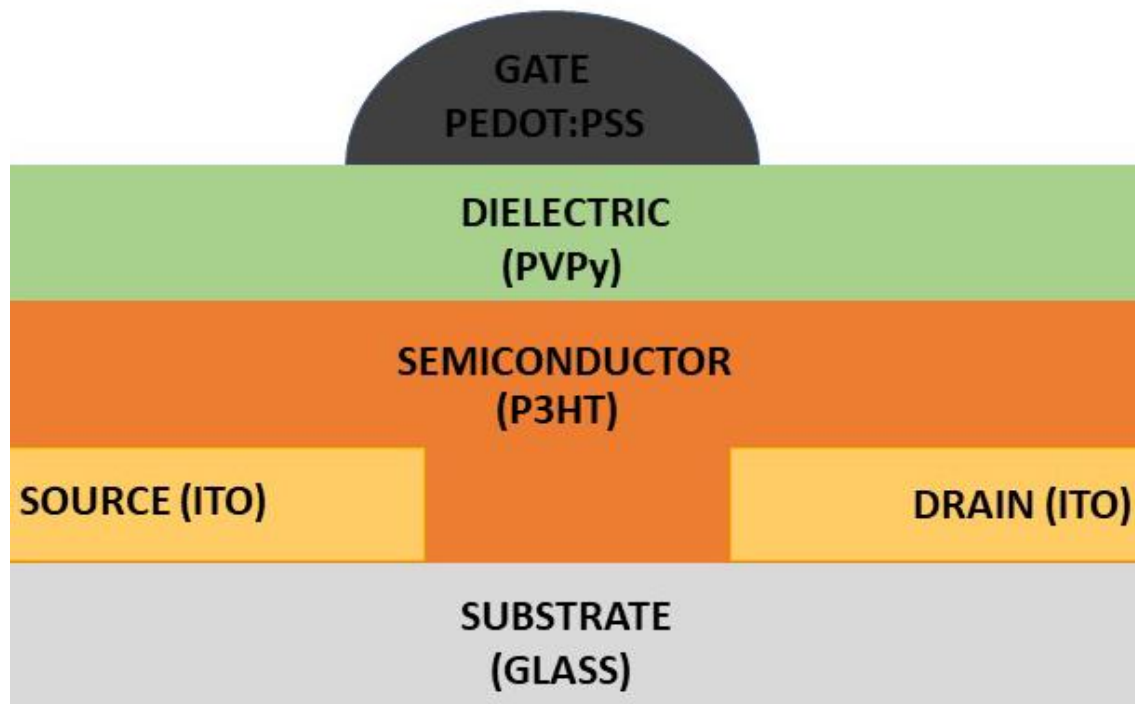 GATE
PEDOT:PSS
DIELECTRIC
(PVPy)
SEMICONDUCTOR
(P3HT)
SOURCE (ITO)
DRAIN (ITO)
SUBSTRATE
(GLASS)